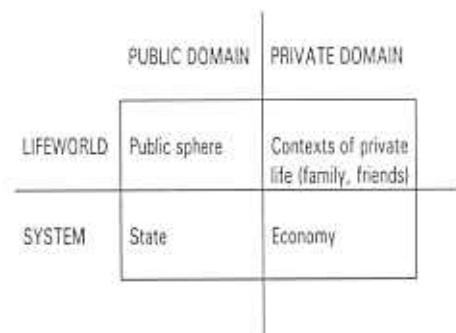 PUBLIC DOMAIN PRIVATE DOMAIN
LIFEWORLD Public sphere Contexts of private
life (family, friends)
SYSTEM State Economy